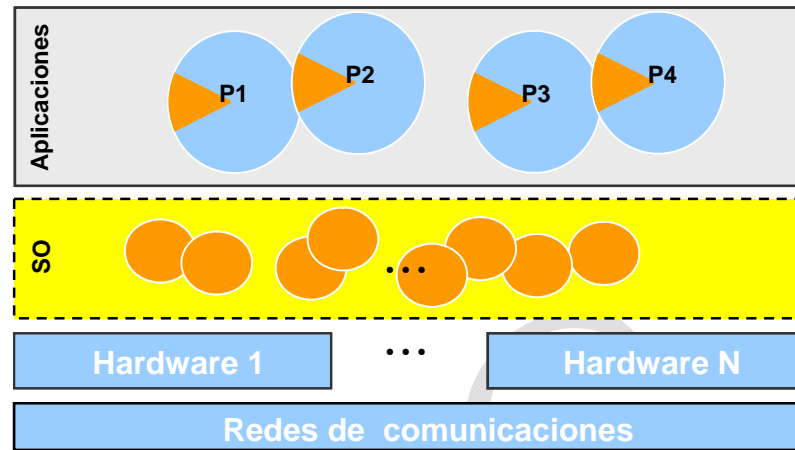 Aplicaciones
P1
P2
P3
P4
SO
...
Hardware 1
...
Hardware N
Redes de comunicaciones